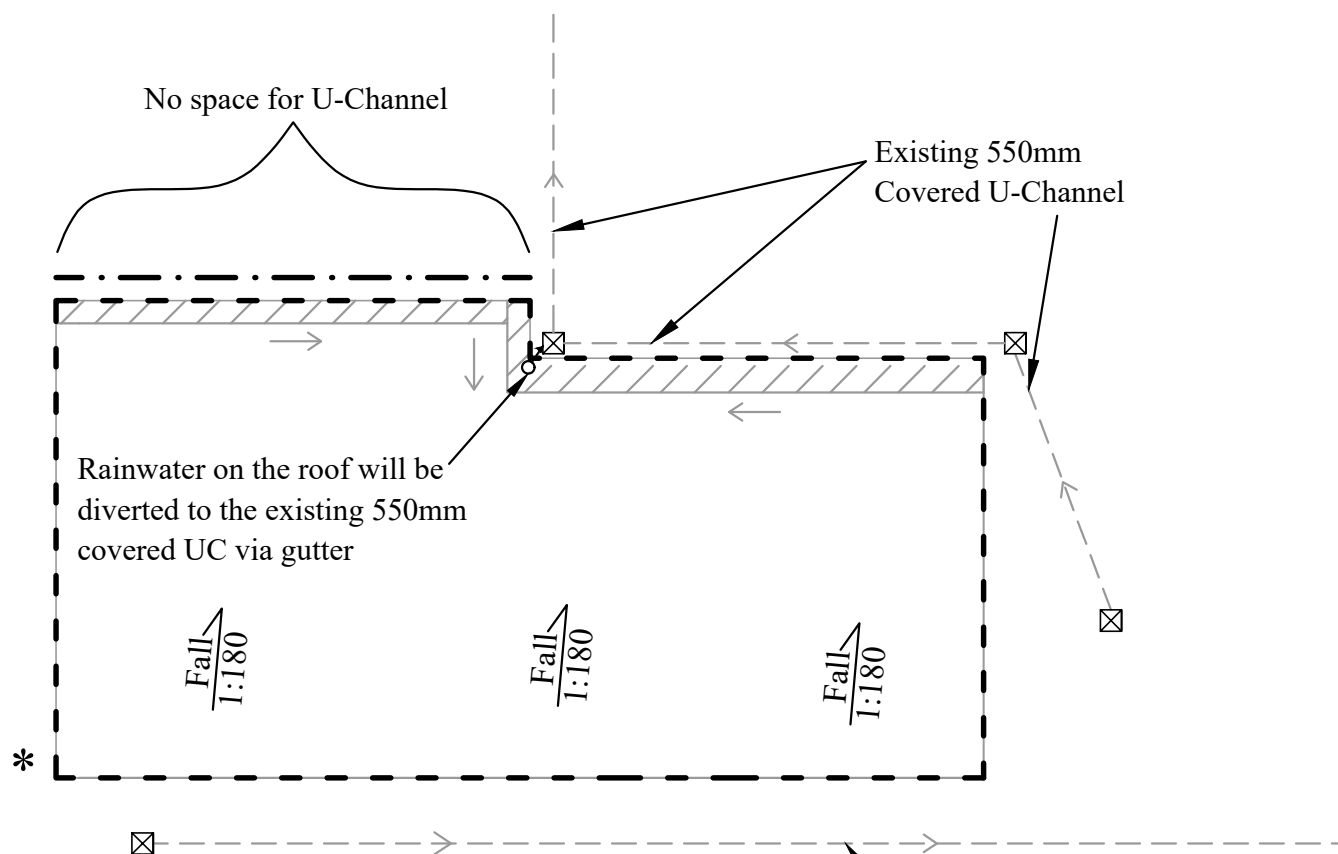 No space for U-Channel
Existing 550mm
Covered U-Channel
Rainwater on the roof will be
diverted to the existing 550mm
covered UC via gutter
Fall
1:180
Fall
1:180
Fall
1:180
*